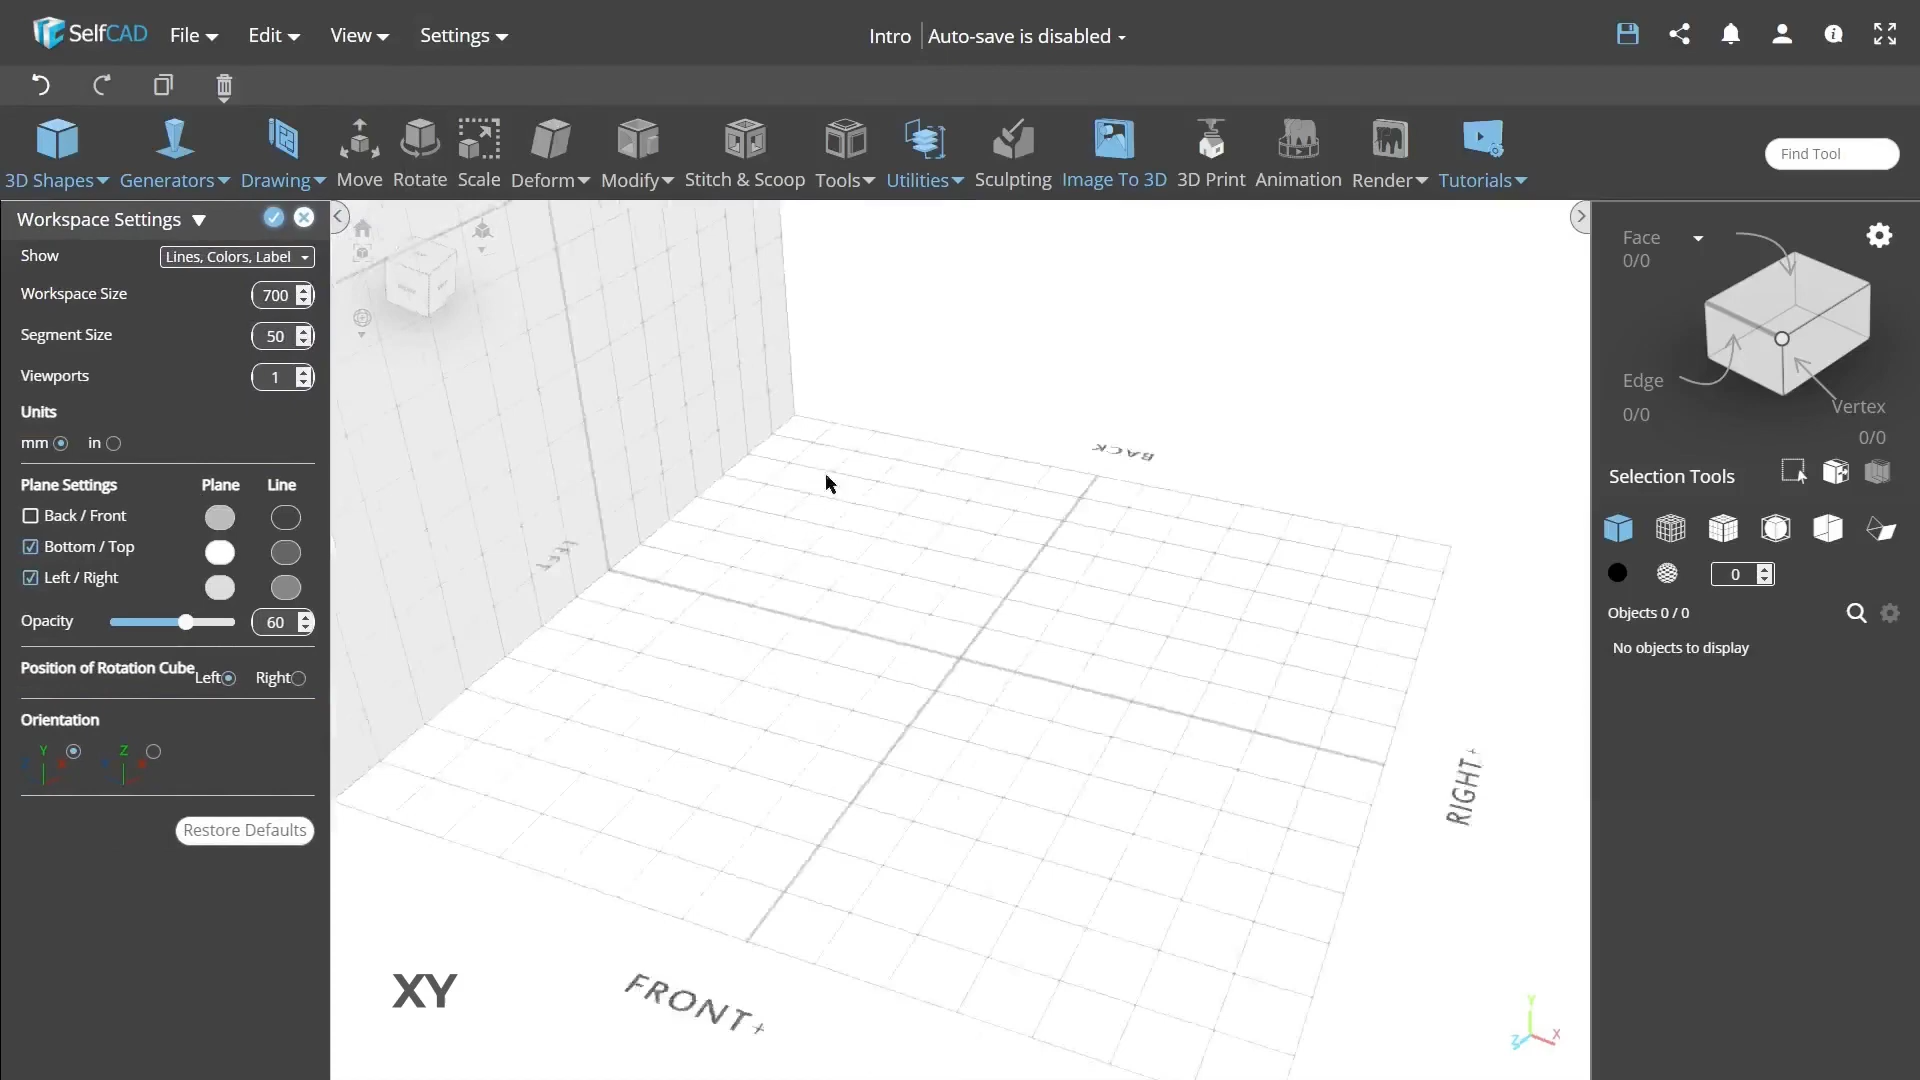 SelfCAD File Edit View Settings Intro Auto-save is disabled
3D Shapes Generators Drawing Move Rotate Scale Deform Modify Stitch & Scoop Tools Utilities Sculpting Image To 3D 3D Print Animation Render Tutorials Find Tool
Workspace Settings
Show Lines, Colors, Label
Workspace Size 700
Segment Size 50
Viewports 1
Units
mm in
Plane Settings Plane Line
Back / Front
Bottom / Top
Left / Right
Opacity 60
Position of Rotation Cube Left Right
Orientation
Y Z
Restore Defaults
BACK
LEFT
RIGHT+
FRONT+
XY
Y
Z X
Face
0/0
Edge
0/0
Vertex
0/0
Selection Tools
0
Objects 0 / 0
No objects to display